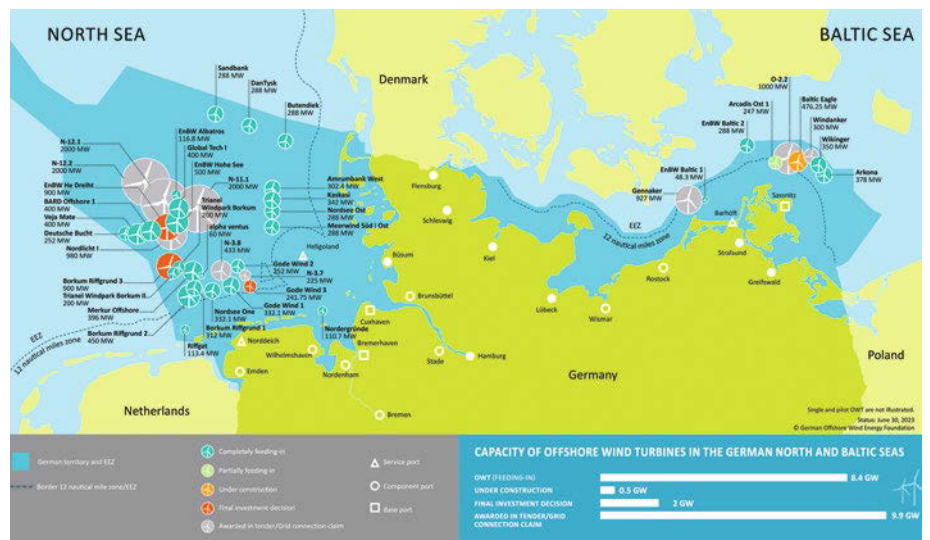 NORTH SEA
BALTIC SEA
Denmark
Sandbank
288 MW
DanTysk
288 MW
Butendiek
288 MW
EnBW Albatros
116.8 MW
Global Tech I
400 MW
EnBW Hohe See
500 MW
N-11.1
2000 MW
N-12.1
2000 MW
N-12.2
2000 MW
EnBW He Dreiht
900 MW
BARD Offshore 1
400 MW
Veja Mate
400 MW
Deutsche Bucht
252 MW
Nordlicht I
980 MW
Trianel
Windpark Borkum
200 MW
alpha ventus
60 MW
N-3.8
433 MW
Amrumbank West
302.4 MW
Kaskasi
342 MW
Nordsee Ost
288 MW
Meerwind Süd I Ost
288 MW
Helgoland
Gode Wind 2
252 MW
N-3.7
225 MW
Gode Wind 3
241.75 MW
Gode Wind 1
332.1 MW
Borkum Riffgrund 3
900 MW
Trianel Windpark Borkum II
200 MW
Merkur Offshore
396 MW
Borkum Riffgrund 2
450 MW
Nordsee One
332.1 MW
Borkum Riffgrund 1
312 MW
Riffgat
113.4 MW
Nordergründe
110.7 MW
EEZ
12 nautical miles zone
O-2.2
1000 MW
Arcadis Ost 1
247 MW
Baltic Eagle
476.25 MW
EnBW Baltic 2
288 MW
Windanker
300 MW
Wikinger
350 MW
Arkona
378 MW
EnBW Baltic 1
48.3 MW
Gennaker
927 MW
EEZ
12 nautical miles zone
Flensburg
Schleswig
Kiel
Büsum
Brunsbüttel
Cuxhaven
Bremerhaven
Norddeich
Wilhelmshaven
Emden
Nordenham
Stade
Hamburg
Bremen
Lübeck
Wismar
Rostock
Barhöft
Stralsund
Sassnitz
Greifswald
Netherlands
Germany
Poland
Single and pilot OWT are not illustrated.
Status: June 30, 2023
© German Offshore Wind Energy Foundation
German territory and EEZ
Border 12 nautical mile zone/EEZ
Completely feeding-in
Partially feeding-in
Under construction
Final investment decision
Awarded in tender/Grid connection claim
Service port
Component port
Base port
CAPACITY OF OFFSHORE WIND TURBINES IN THE GERMAN NORTH AND BALTIC SEAS
OWT (FEEDING-IN) 8.4 GW
UNDER CONSTRUCTION 0.5 GW
FINAL INVESTMENT DECISION 2 GW
AWARDED IN TENDER/GRID
CONNECTION CLAIM 9.9 GW